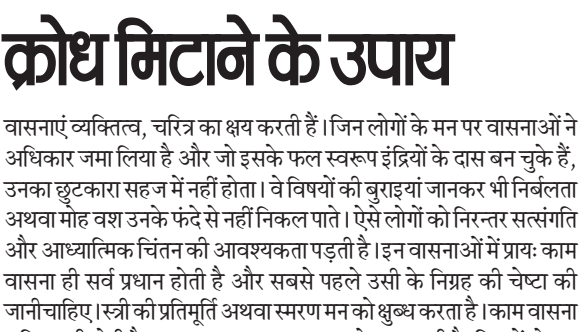 क्रोध मिटाने के उपाय
वासनाएं व्यक्तित्व, चरित्र का क्षय करती हैं।जिन लोगों के मन पर वासनाओं ने
अधिकार जमा लिया है और जो इसके फल स्वरूप इंद्रियों के दास बन चुके हैं,
उनका छुटकारा सहज में नहीं होता। वे विषयों की बुराइयां जानकर भी निर्बलता
अथवा मोह वश उनके फंदे से नहीं निकल पाते। ऐसे लोगों को निरन्तर सत्संगति
और आध्यात्मिक चिंतन की आवश्यकता पड़ती है।इन वासनाओं में प्रायः काम
वासना ही सर्व प्रधान होती है और सबसे पहले उसी के निग्रह की चेष्टा की
जानीचाहिए।स्त्री की प्रतिमूर्ति अथवा स्मरण मन को क्षुब्ध करता है।काम वासना